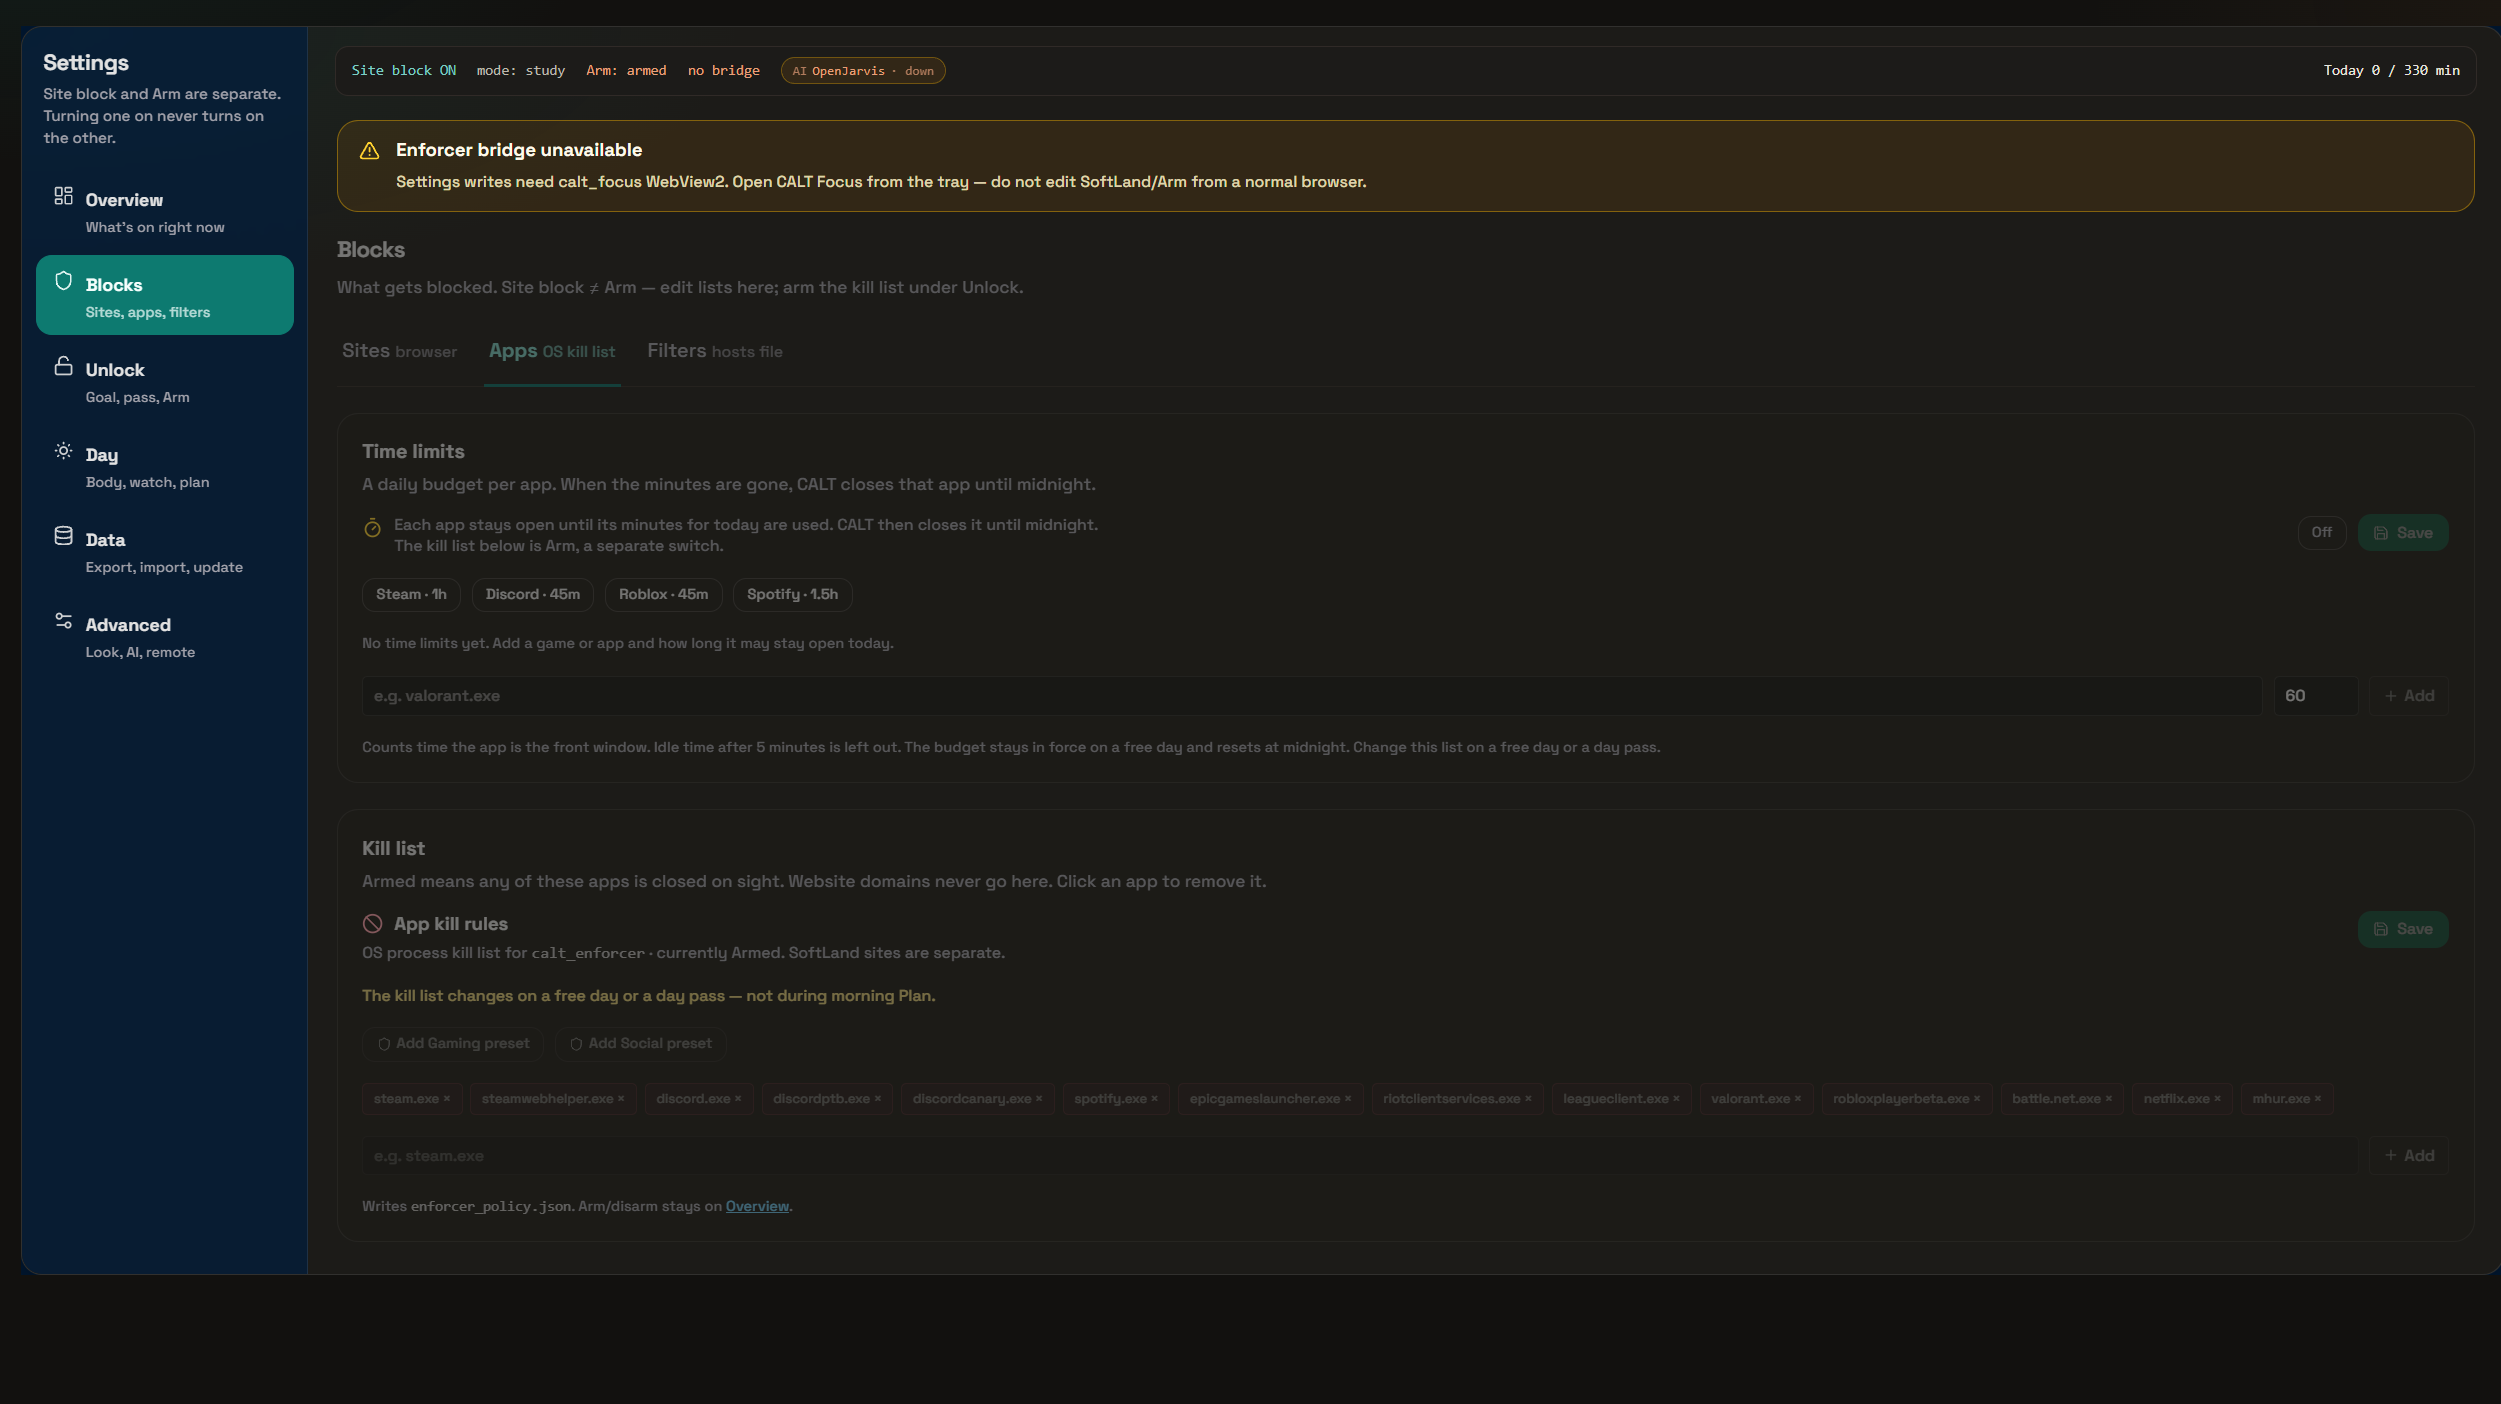 Settings
Site block and Arm are separate.
Turning one on never turns on
the other.
Overview
What's on right now
Blocks
Sites, apps, filters
Unlock
Goal, pass, Arm
Day
Body, watch, plan
Data
Export, import, update
Advanced
Look, AI, remote
Site block ON mode: study Arm: armed no bridge AI OpenJarvis · down Today 0 / 330 min
Enforcer bridge unavailable
Settings writes need calt_focus WebView2. Open CALT Focus from the tray — do not edit SoftLand/Arm from a normal browser.
Blocks
What gets blocked. Site block ≠ Arm — edit lists here; arm the kill list under Unlock.
Sites browser Apps OS kill list Filters hosts file
Time limits
A daily budget per app. When the minutes are gone, CALT closes that app until midnight.
Each app stays open until its minutes for today are used. CALT then closes it until midnight.
The kill list below is Arm, a separate switch.
Off Save
Steam · 1h Discord · 45m Roblox · 45m Spotify · 1.5h
No time limits yet. Add a game or app and how long it may stay open today.
e.g. valorant.exe 60 + Add
Counts time the app is the front window. Idle time after 5 minutes is left out. The budget stays in force on a free day and resets at midnight. Change this list on a free day or a day pass.
Kill list
Armed means any of these apps is closed on sight. Website domains never go here. Click an app to remove it.
App kill rules
Save
OS process kill list for calt_enforcer · currently Armed. SoftLand sites are separate.
The kill list changes on a free day or a day pass — not during morning Plan.
Add Gaming preset Add Social preset
steam.exe × steamwebhelper.exe × discord.exe × discordptb.exe × discordcanary.exe × spotify.exe × epicgameslauncher.exe × riotclientservices.exe × leagueclient.exe × valorant.exe × robloxplayerbeta.exe × battle.net.exe × netflix.exe × mhur.exe ×
e.g. steam.exe + Add
Writes enforcer_policy.json. Arm/disarm stays on Overview.